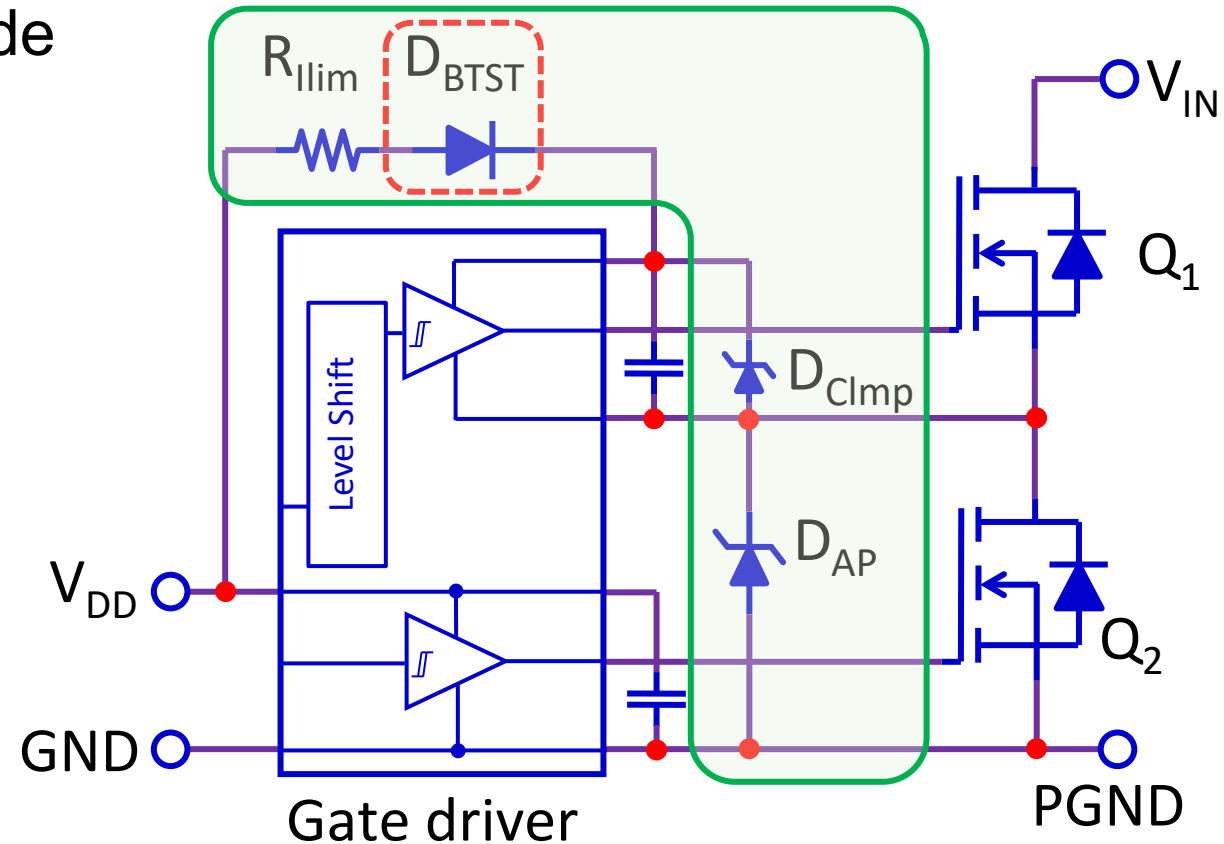 de
R_Ilim D_BTST
V_IN
Q_1
Level Shift
D_Clmp
D_AP
V_DD
Q_2
GND
PGND
Gate driver